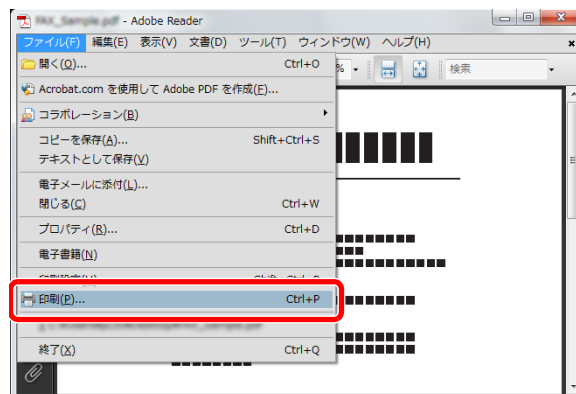 - Adobe Reader
ファイル(F) 編集(E) 表示(V) 文書(D) ツール(T) ウィンドウ(W) ヘルプ(H)
開く(O)... Ctrl+O
% 検索
Acrobat.com を使用して Adobe PDF を作成(F)...
コラボレーション(B)
コピーを保存(A)... Shift+Ctrl+S
テキストとして保存(V)
電子メールに添付(L)...
閉じる(C) Ctrl+W
プロパティ(R)... Ctrl+D
電子書籍(N)
印刷(P)... Ctrl+P
終了(X) Ctrl+Q